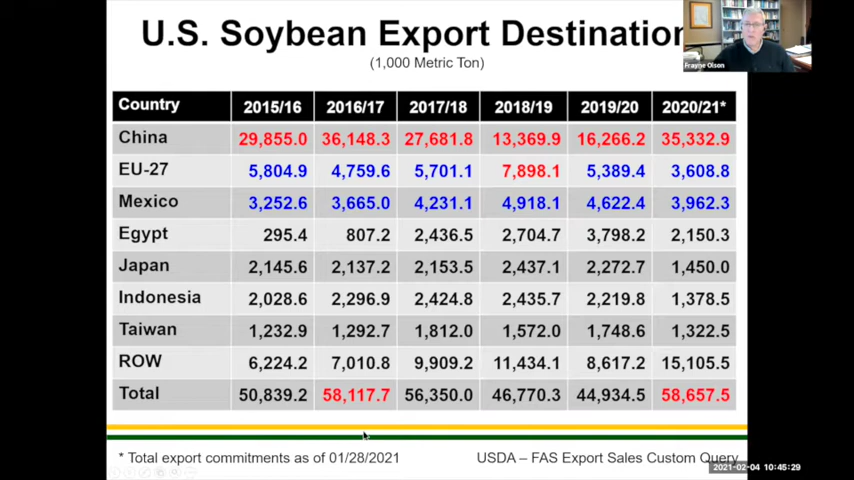 U.S. Soybean Export Destination
(1,000 Metric Ton)
Frayne Olson
Country 2015/16 2016/17 2017/18 2018/19 2019/20 2020/21*
China 29,855.0 36,148.3 27,681.8 13,369.9 16,266.2 35,332.9
EU-27 5,804.9 4,759.6 5,701.1 7,898.1 5,389.4 3,608.8
Mexico 3,252.6 3,665.0 4,231.1 4,918.1 4,622.4 3,962.3
Egypt 295.4 807.2 2,436.5 2,704.7 3,798.2 2,150.3
Japan 2,145.6 2,137.2 2,153.5 2,437.1 2,272.7 1,450.0
Indonesia 2,028.6 2,296.9 2,424.8 2,435.7 2,219.8 1,378.5
Taiwan 1,232.9 1,292.7 1,812.0 1,572.0 1,748.6 1,322.5
ROW 6,224.2 7,010.8 9,909.2 11,434.1 8,617.2 15,105.5
Total 50,839.2 58,117.7 56,350.0 46,770.3 44,934.5 58,657.5
* Total export commitments as of 01/28/2021 USDA – FAS Export Sales Custom Query
2021-02-04 10:45:29